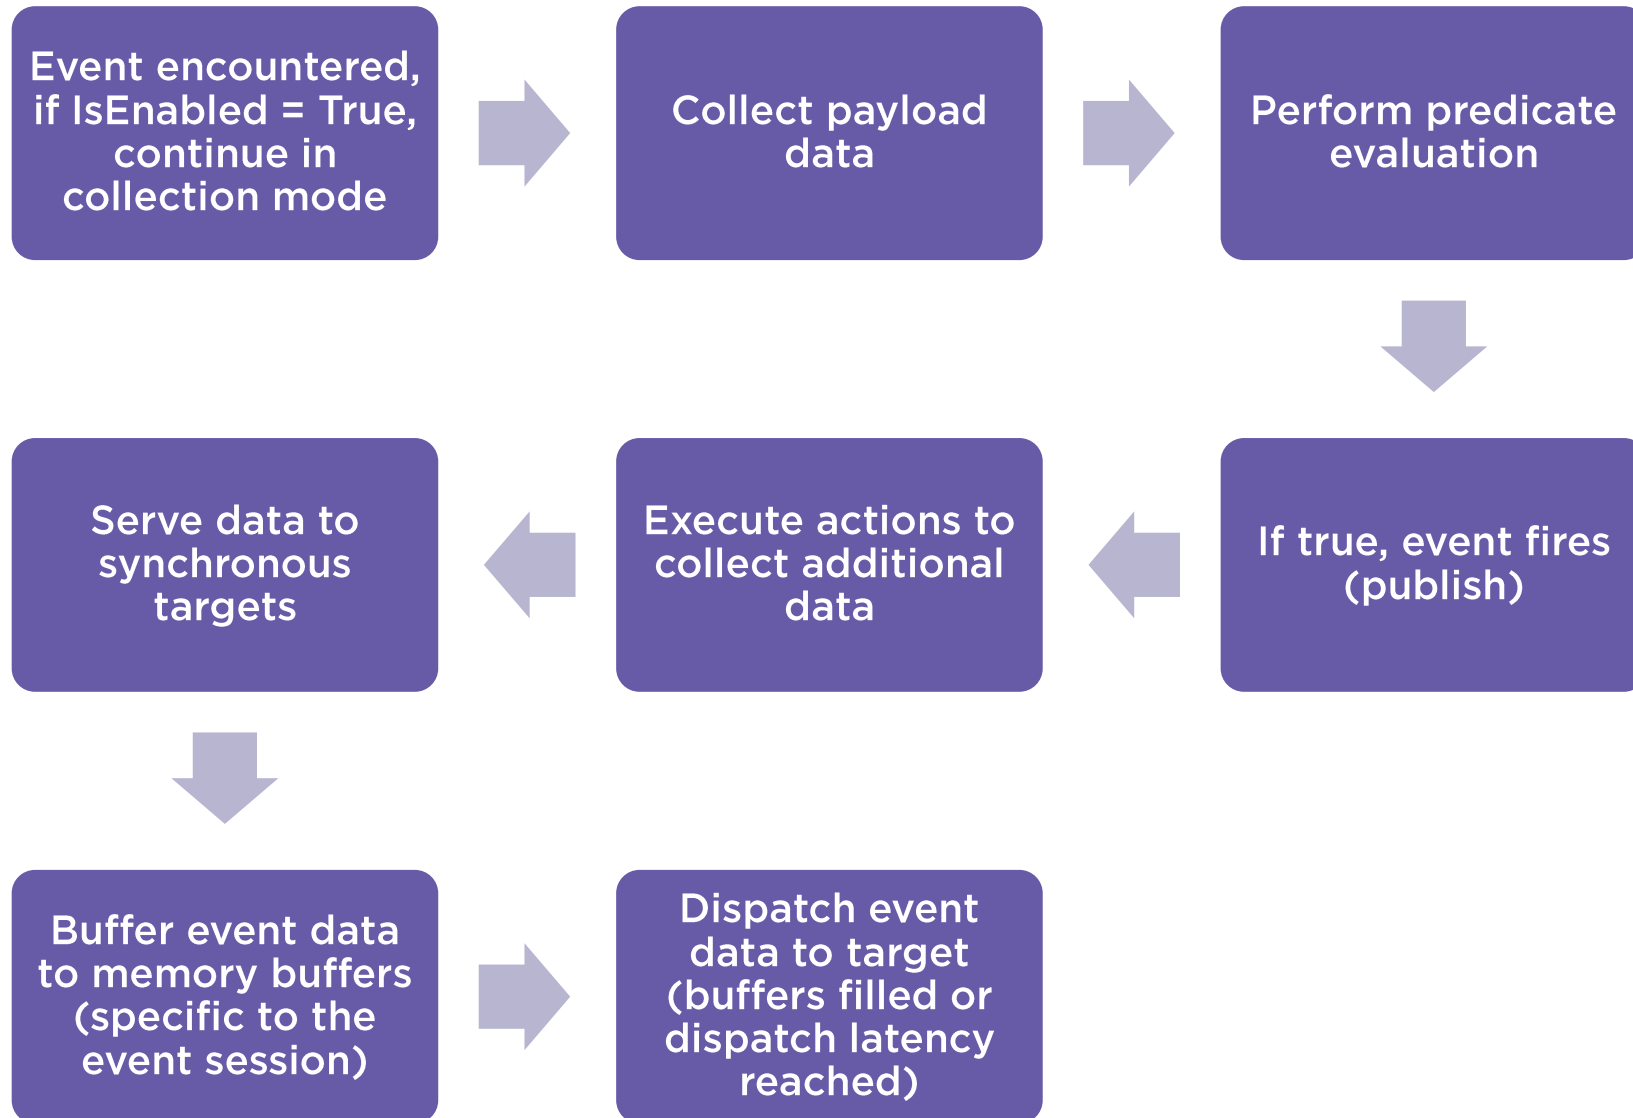 Event encountered,
if IsEnabled = True,
continue in
collection mode
Collect payload
data
Perform predicate
evaluation
If true, event fires
(publish)
Execute actions to
collect additional
data
Serve data to
synchronous
targets
Buffer event data
to memory buffers
(specific to the
event session)
Dispatch event
data to target
(buffers filled or
dispatch latency
reached)